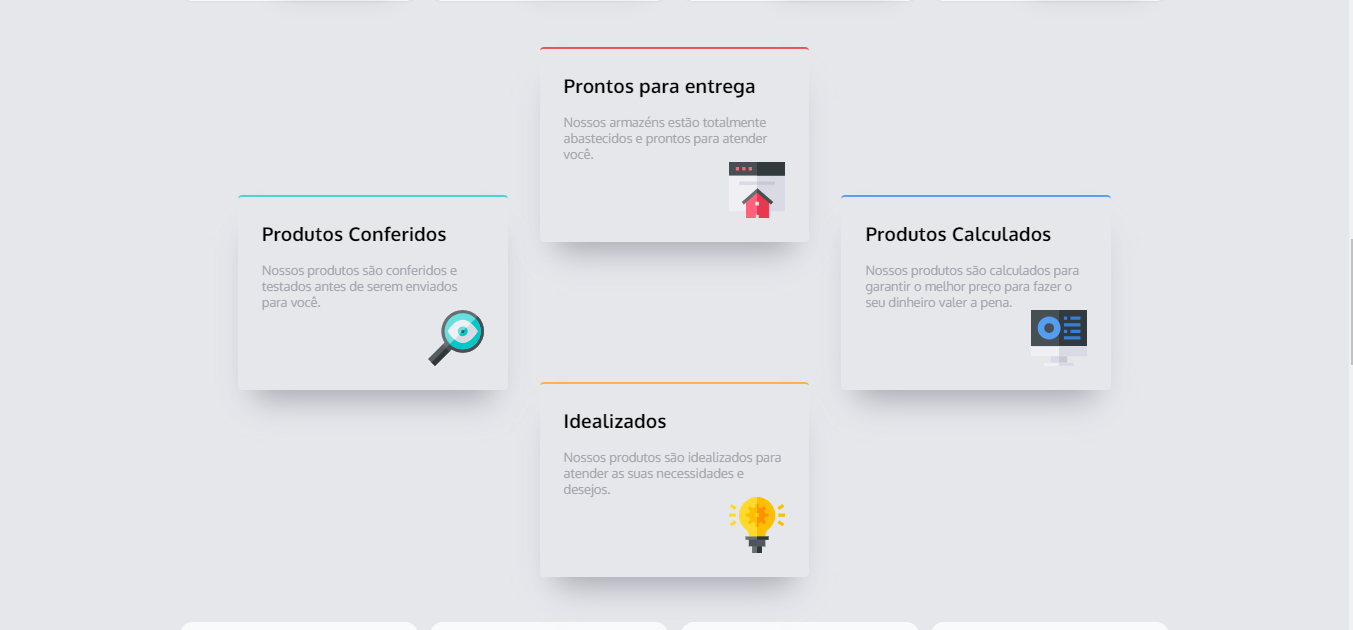 Prontos para entrega
Nossos armazéns estão totalmente
abastecidos e prontos para atender
você.
Produtos Conferidos
Nossos produtos são conferidos e
testados antes de serem enviados
para você.
Produtos Calculados
Nossos produtos são calculados para
garantir o melhor preço para fazer o
seu dinheiro valer a pena.
Idealizados
Nossos produtos são idealizados para
atender as suas necessidades e
desejos.